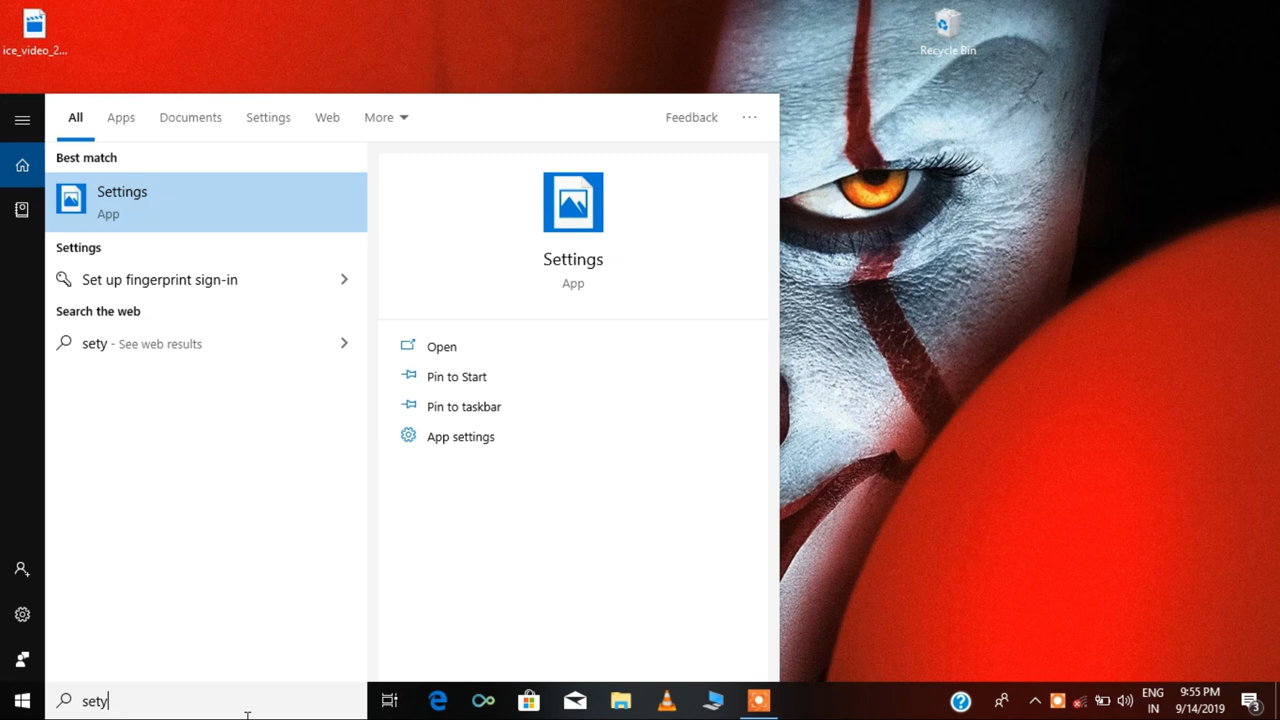 ice_video_2...
Recycle Bin
All Apps Documents Settings Web More Feedback ...
Best match
Settings
App
Settings
Set up fingerprint sign-in
Search the web
sety - See web results
Settings
App
Open
Pin to Start
Pin to taskbar
App settings
sety
ENG
IN
9:55 PM
9/14/2019
3